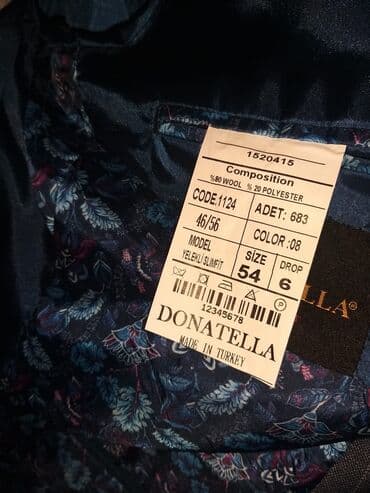 1520415
Composition
%80 WOOL % 20 POLYESTER
CODE.1124 ADET: 683
46/56 COLOR :08
MODEL SIZE DROP
YELEKLİ SLIMFIT 54 6
12345678
DONATELLA
MADE IN TURKEY
LLA®